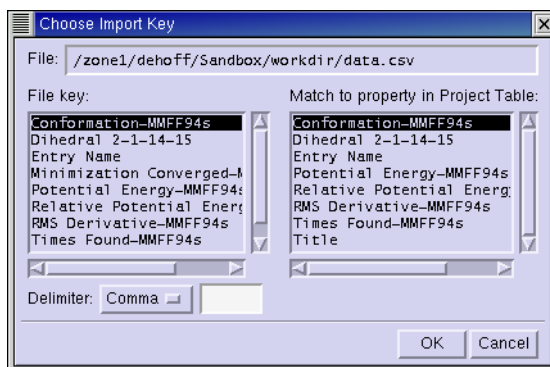 Choose Import Key
File: /zone1/dehoff/Sandbox/workdir/data.csv
File key:
Conformation-MMFF94s
Dihedral 2-1-14-15
Entry Name
Minimization Converged-M
Potential Energy-MMFF94s
Relative Potential Energ
RMS Derivative-MMFF94s
Times Found-MMFF94s
Match to property in Project Table:
Conformation-MMFF94s
Dihedral 2-1-14-15
Entry Name
Potential Energy-MMFF94s
Relative Potential Energ
RMS Derivative-MMFF94s
Times Found-MMFF94s
Title
Delimiter: Comma
OK Cancel